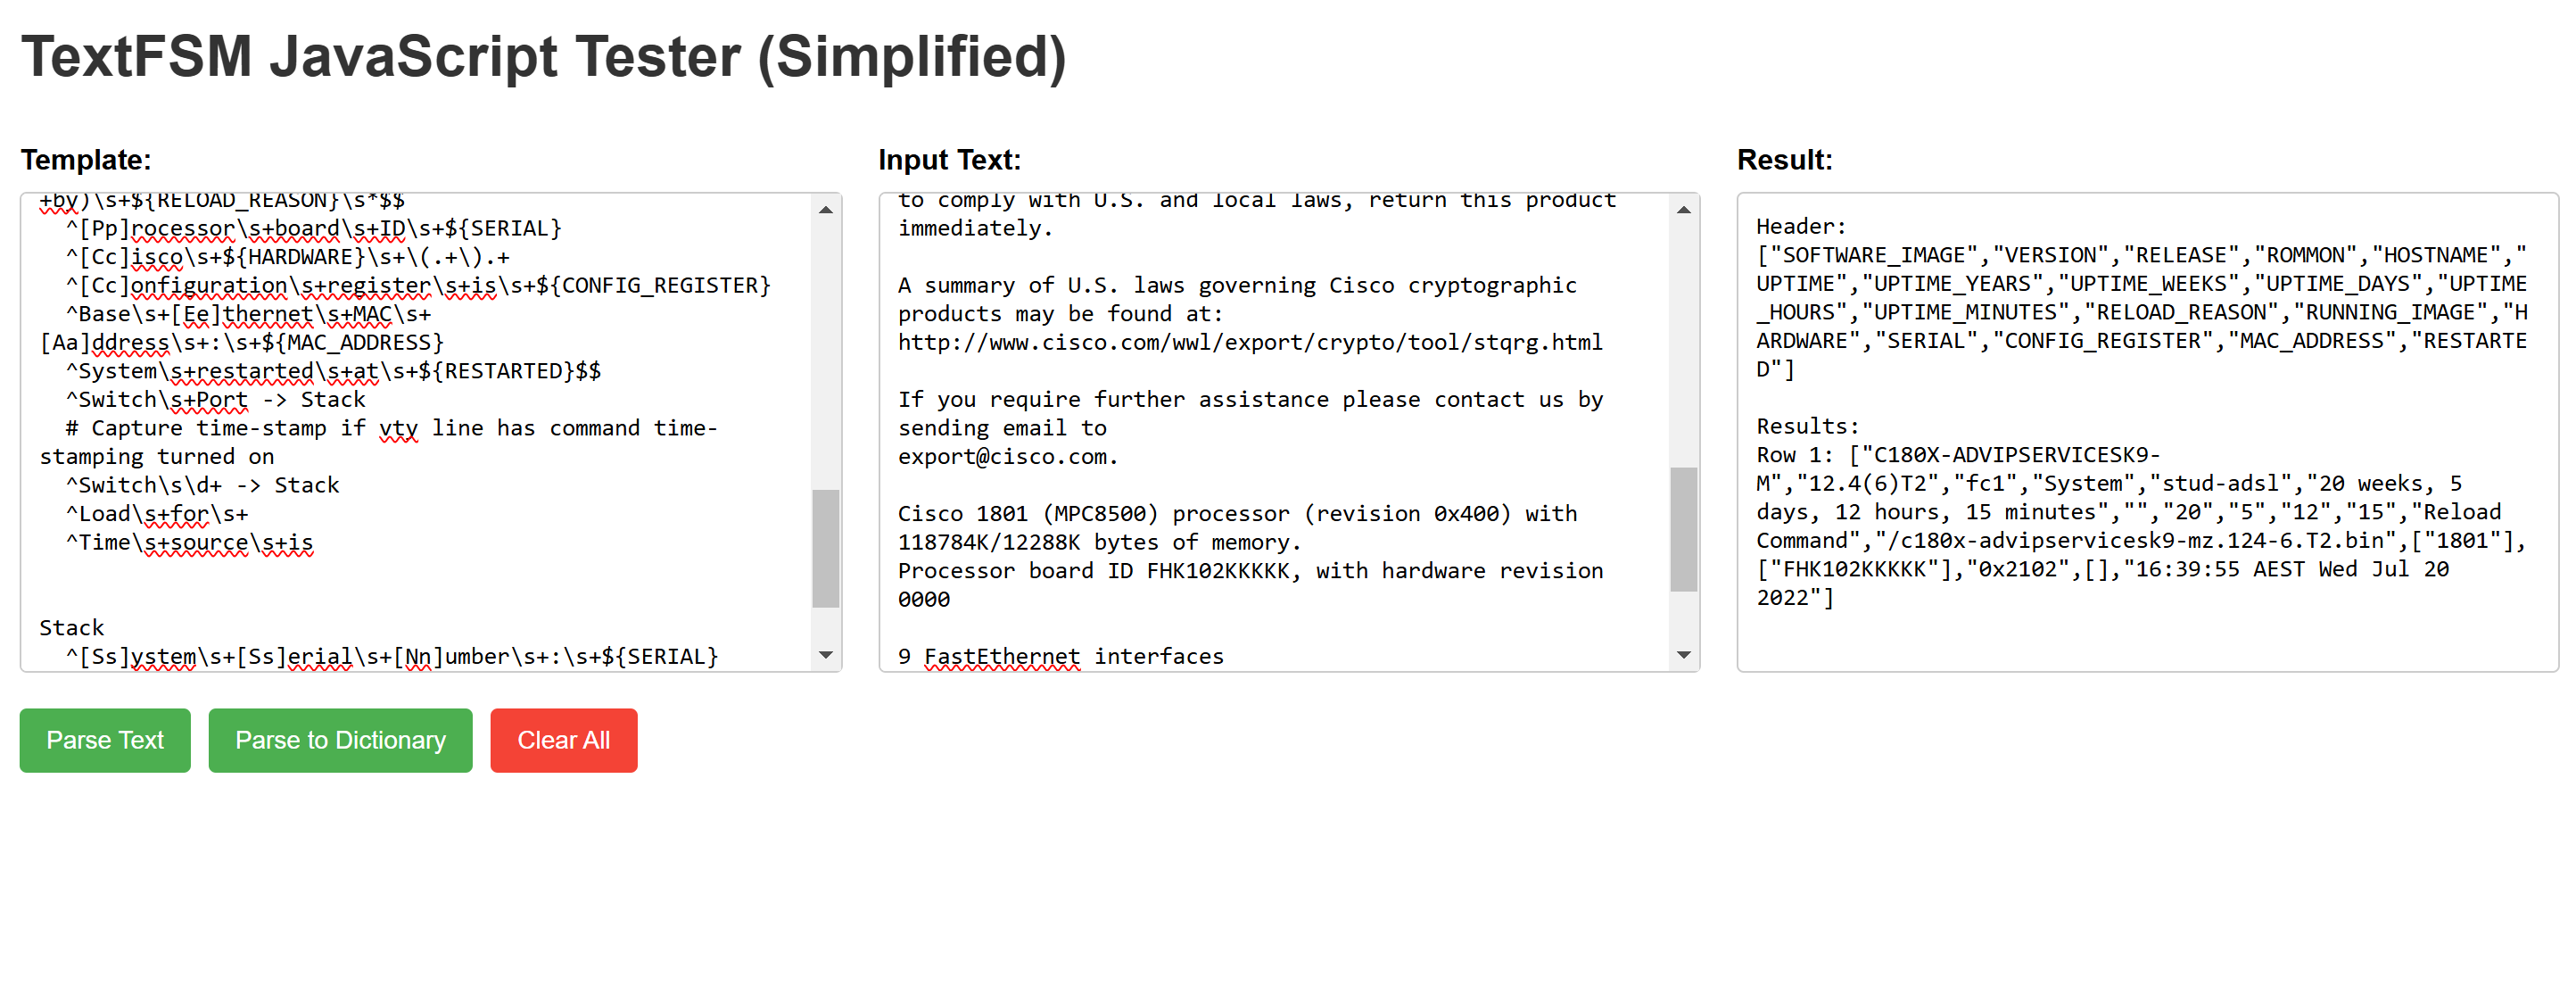 TextFSM JavaScript Tester (Simplified)
Template:
+by)\s+${RELOAD_REASON}\s*$$
  ^[Pp]rocessor\s+board\s+ID\s+${SERIAL}
  ^[Cc]isco\s+${HARDWARE}\s+\(.+\).+
  ^[Cc]onfiguration\s+register\s+is\s+${CONFIG_REGISTER}
  ^Base\s+[Ee]thernet\s+MAC\s+
[Aa]ddress\s+:\s+${MAC_ADDRESS}
  ^System\s+restarted\s+at\s+${RESTARTED}$$
  ^Switch\s+Port -> Stack
  # Capture time-stamp if vty line has command time-
stamping turned on
  ^Switch\s\d+ -> Stack
  ^Load\s+for\s+
  ^Time\s+source\s+is
Stack
  ^[Ss]ystem\s+[Ss]erial\s+[Nn]umber\s+:\s+${SERIAL}
Input Text:
to comply with U.S. and local laws, return this product
immediately.
A summary of U.S. laws governing Cisco cryptographic
products may be found at:
http://www.cisco.com/wwl/export/crypto/tool/stqrg.html
If you require further assistance please contact us by
sending email to
export@cisco.com.
Cisco 1801 (MPC8500) processor (revision 0x400) with
118784K/12288K bytes of memory.
Processor board ID FHK102KKKKK, with hardware revision
0000
9 FastEthernet interfaces
Result:
Header:
["SOFTWARE_IMAGE","VERSION","RELEASE","ROMMON","HOSTNAME","
UPTIME","UPTIME_YEARS","UPTIME_WEEKS","UPTIME_DAYS","UPTIME
_HOURS","UPTIME_MINUTES","RELOAD_REASON","RUNNING_IMAGE","H
ARDWARE","SERIAL","CONFIG_REGISTER","MAC_ADDRESS","RESTARTE
D"]
Results:
Row 1: ["C180X-ADVIPSERVICESK9-
M","12.4(6)T2","fc1","System","stud-adsl","20 weeks, 5
days, 12 hours, 15 minutes","","20","5","12","15","Reload
Command","/c180x-advipservicesk9-mz.124-6.T2.bin",["1801"],
["FHK102KKKKK"],"0x2102",[],"16:39:55 AEST Wed Jul 20
2022"]
Parse Text
Parse to Dictionary
Clear All